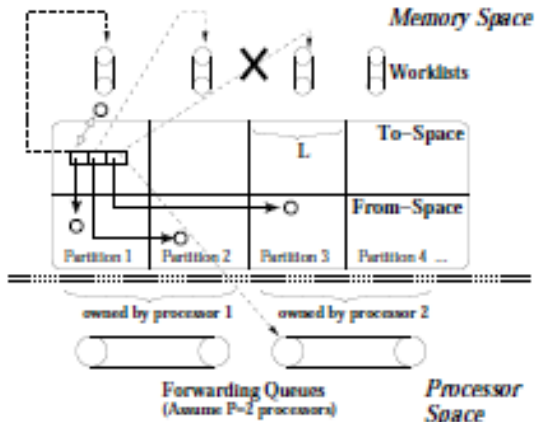 Memory Space
Worklists
To-Space
L
From-Space
Partition 1 Partition 2 Partition 3 Partition 4 ...
owned by processor 1 owned by processor 2
Forwarding Queues
(Assume P=2 processors)
Processor
Space